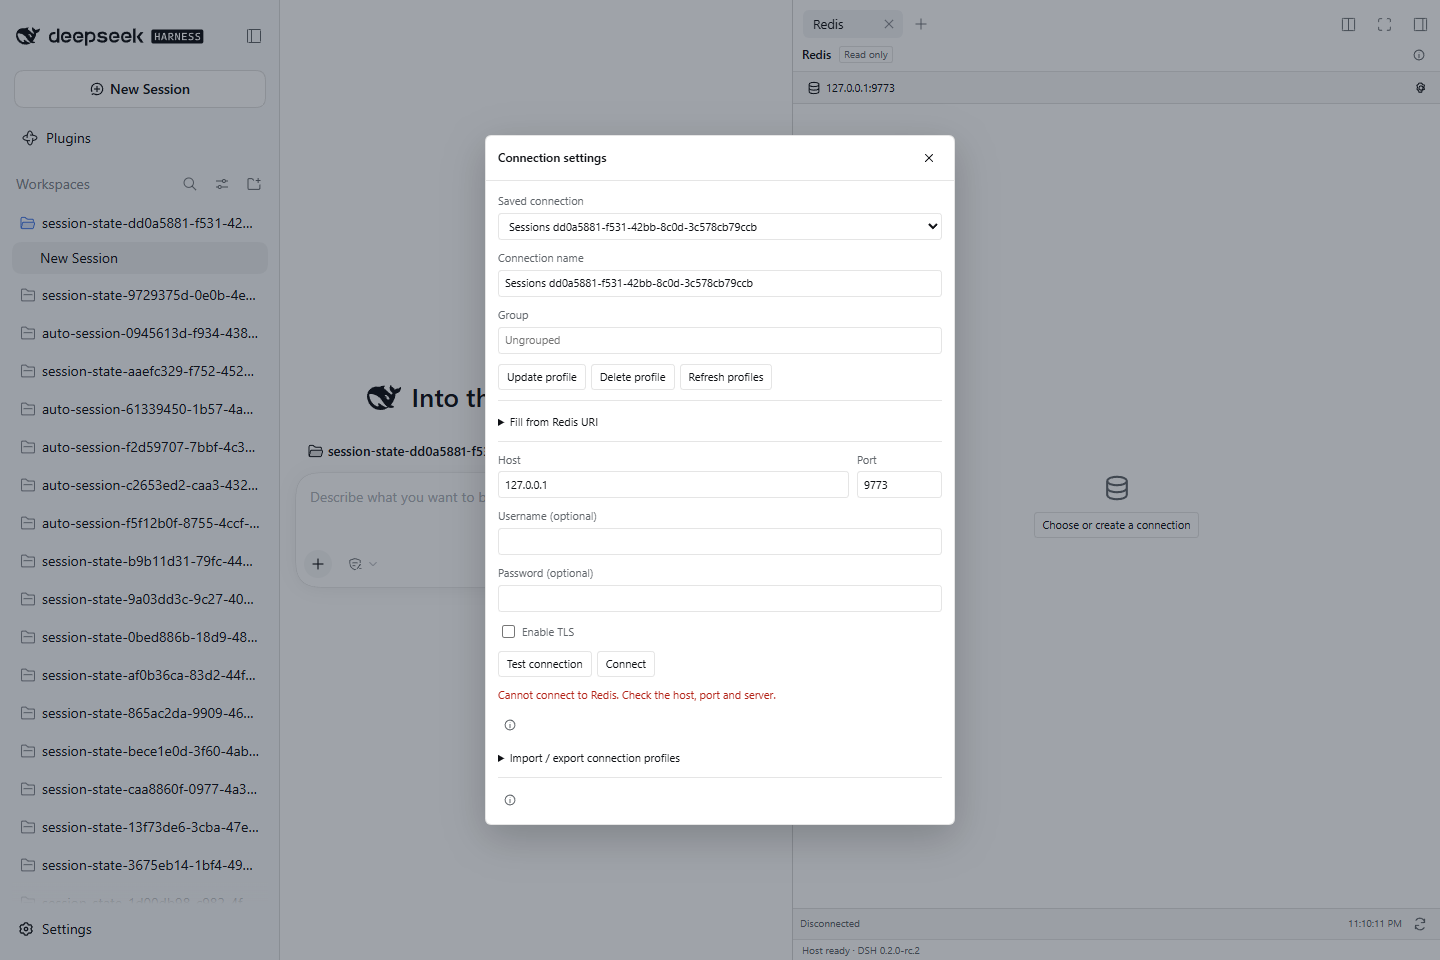 deepseek HARNESS
New Session
Plugins
Workspaces
session-state-dd0a5881-f531-42...
New Session
session-state-9729375d-0e0b-4e...
auto-session-0945613d-f934-438...
session-state-aaefc329-f752-452...
auto-session-61339450-1b57-4a...
auto-session-f2d59707-7bbf-4c3...
auto-session-c2653ed2-caa3-432...
auto-session-f5f12b0f-8755-4ccf-...
session-state-b9b11d31-79fc-44...
session-state-9a03dd3c-9c27-40...
session-state-0bed886b-18d9-48...
session-state-af0b36ca-83d2-44f...
session-state-865ac2da-9909-46...
session-state-bece1e0d-3f60-4ab...
session-state-caa8860f-0977-4a3...
session-state-13f73de6-3cba-47e...
session-state-3675eb14-1bf4-49...
Settings
Into th
session-state-dd0a5881-f5
Describe what you want to b
Connection settings
Saved connection
Sessions dd0a5881-f531-42bb-8c0d-3c578cb79ccb
Connection name
Sessions dd0a5881-f531-42bb-8c0d-3c578cb79ccb
Group
Ungrouped
Update profile Delete profile Refresh profiles
Fill from Redis URI
Host Port
127.0.0.1 9773
Username (optional)
Password (optional)
Enable TLS
Test connection Connect
Cannot connect to Redis. Check the host, port and server.
Import / export connection profiles
Redis
Redis Read only
127.0.0.1:9773
Choose or create a connection
Disconnected 11:10:11 PM
Host ready · DSH 0.2.0-rc.2